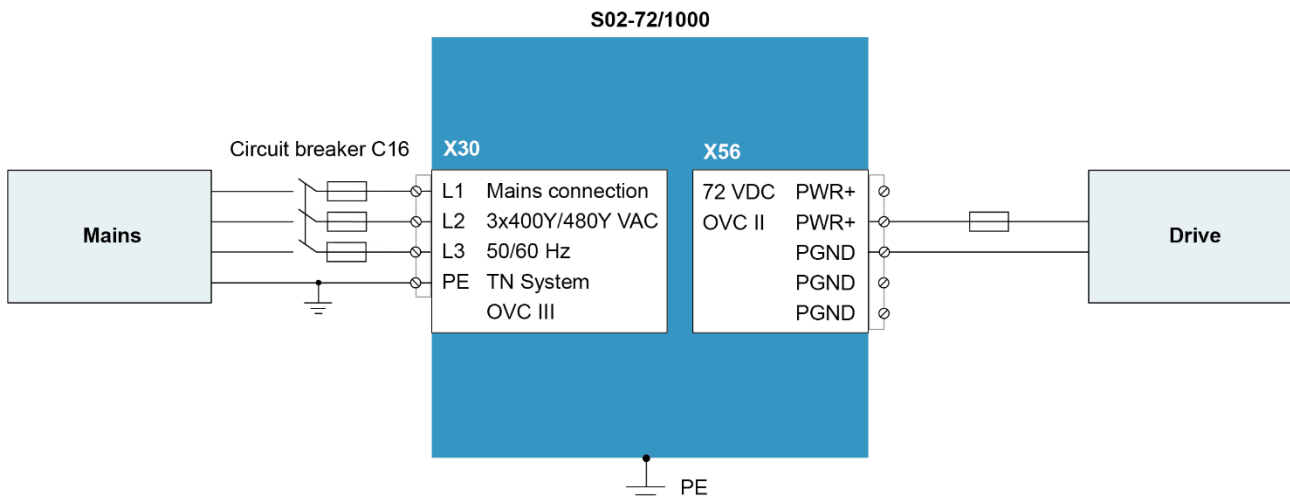 S02-72/1000
Circuit breaker C16
X30
X56
Mains
L1 Mains connection
L2 3x400Y/480Y VAC
L3 50/60 Hz
PE TN System
OVC III
72 VDC PWR+
OVC II PWR+
PGND
PGND
PGND
Drive
PE